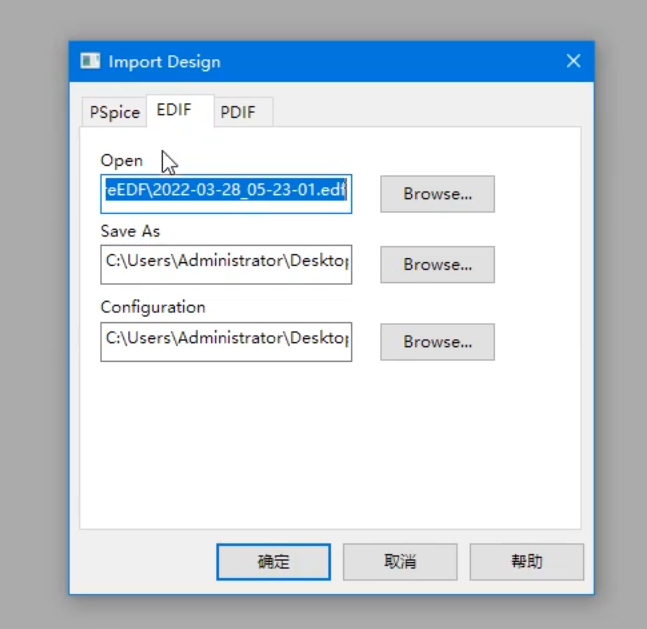 Import Design
PSpice EDIF PDIF
Open
eEDF\2022-03-28_05-23-01.edf Browse...
Save As
C:\Users\Administrator\Desktop Browse...
Configuration
C:\Users\Administrator\Desktop Browse...
确定 取消 帮助